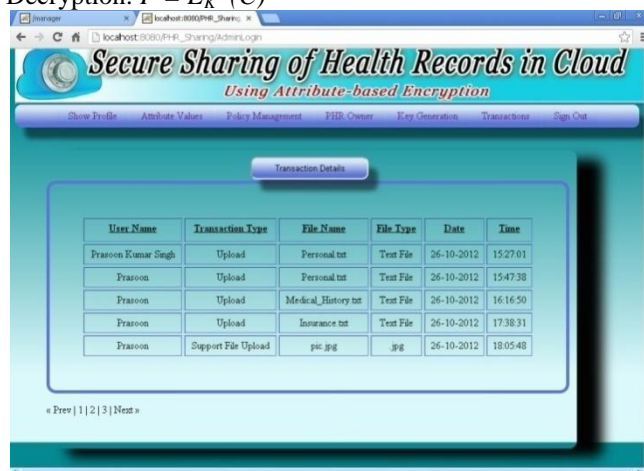 Decryption: P = E
/manager
localhost:8080/PHR_Sharing
localhost:8080/PHR_Sharing/AdminLogin
Secure Sharing of Health Records in Cloud
Using Attribute-based Encryption
Show Profile Attribute Values Policy Management PHR Owner Key Generation Transactions Sign Out
Transaction Details
User Name Transaction Type File Name File Type Date Time
Prasoon Kumar Singh Upload Personal.txt Text File 26-10-2012 15:27:01
Prasoon Upload Personal.txt Text File 26-10-2012 15:47:38
Prasoon Upload Medical_History.txt Text File 26-10-2012 16:16:50
Prasoon Upload Insurance.txt Text File 26-10-2012 17:38:31
Prasoon Support File Upload pic.jpg .jpg 26-10-2012 18:05:48
« Prev | 1 | 2 | 3 | Next »